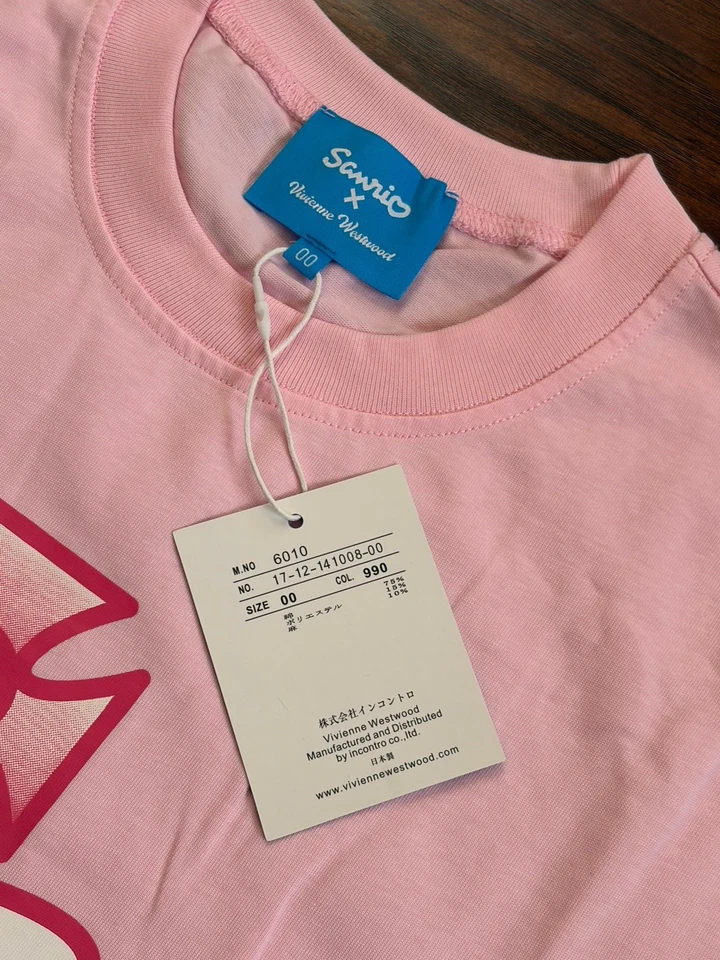 Sanrio
×
Vivienne Westwood
00
M.NO 6010
NO. 17-12-141008-00
SIZE 00 COL. 990
綿 75%
ポリエステル 15%
麻 10%
株式会社インコントロ
Vivienne Westwood
Manufactured and Distributed
by incontro co.,ltd.
日本製
www.viviennewestwood.com